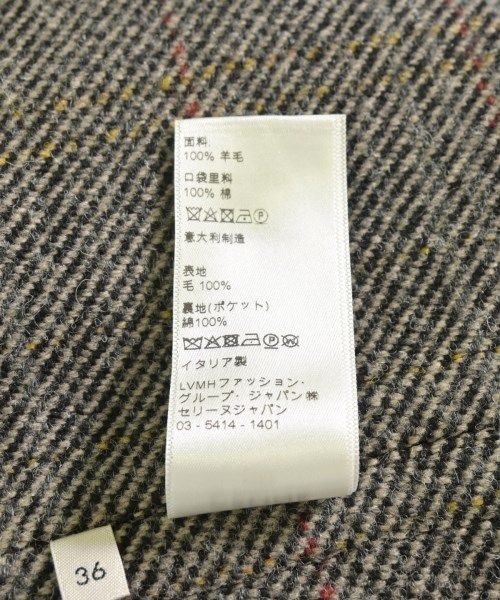 面料
100% 羊毛
口袋里料
100% 棉
意大利制造
表地
毛 100%
裏地(ポケット)
綿100%
イタリア製
LVMHファッション・
グループ・ジャパン㈱
セリーヌジャパン
03 - 5414 - 1401
36